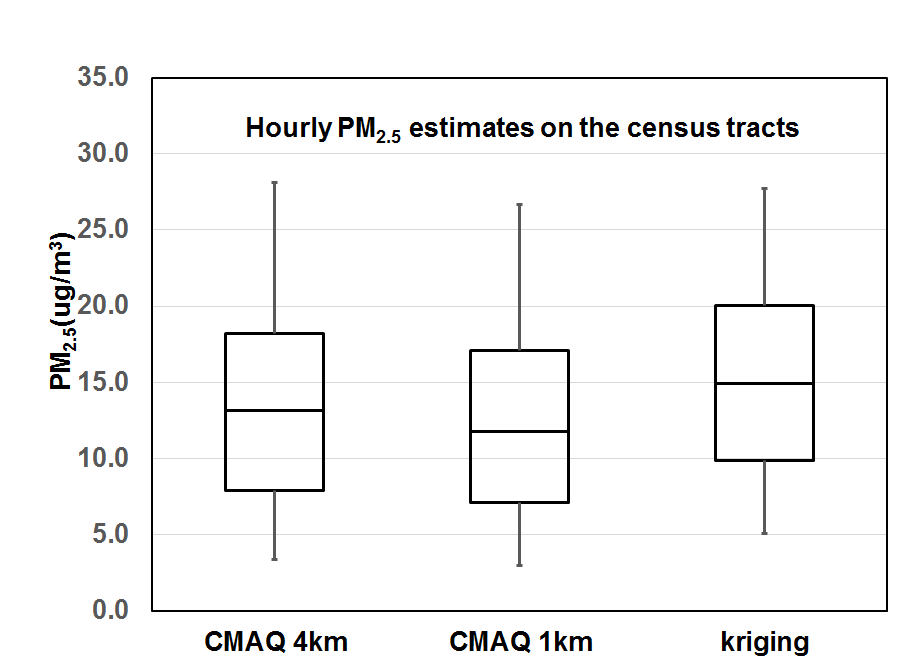 35.0
Hourly PM2.5 estimates on the census tracts
30.0
25.0
PM2.5(ug/m3)
20.0
15.0
10.0
5.0
0.0
CMAQ 4km CMAQ 1km kriging